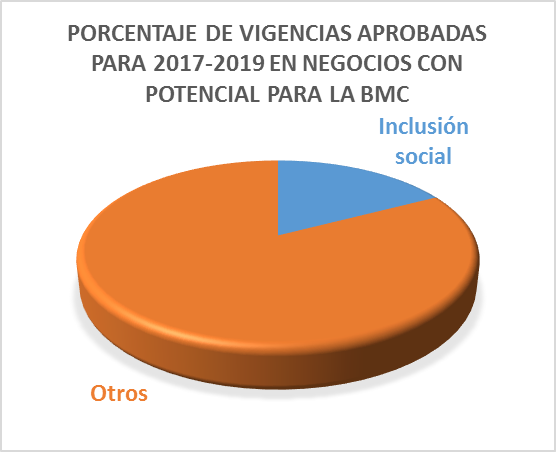 PORCENTAJE DE VIGENCIAS APROBADAS
PARA 2017-2019 EN NEGOCIOS CON
POTENCIAL PARA LA BMC
Inclusión
social
Otros